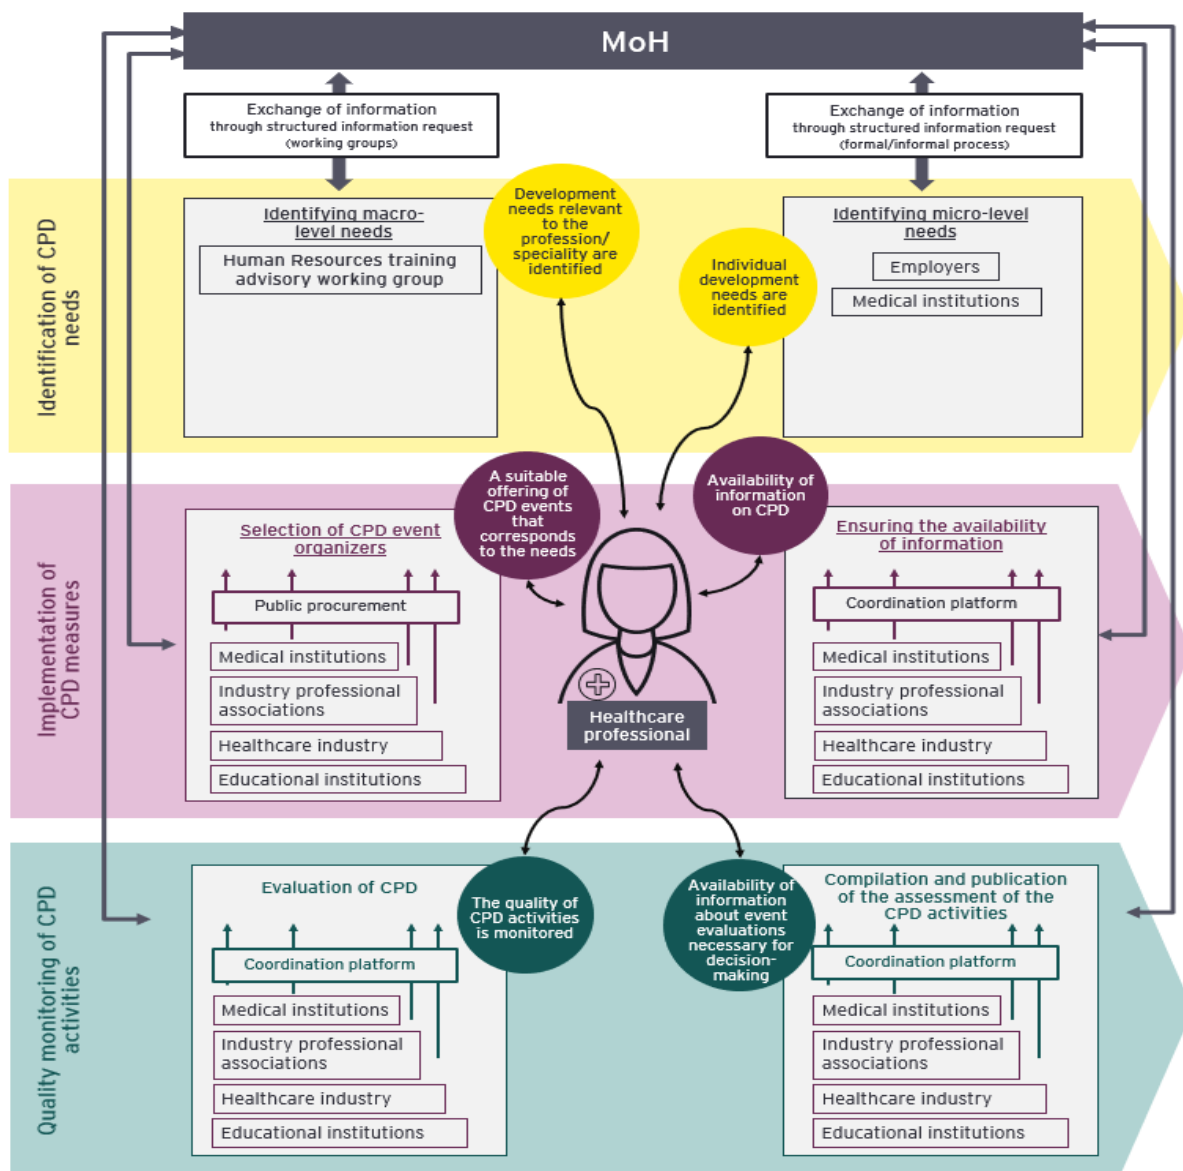 MoH
Exchange of information
through structured information request
(working groups)
Exchange of information
through structured information request
(formal/informal process)
Identification of CPD
needs
Identifying macro-
level needs
Human Resources training
advisory working group
Development
needs relevant
to the
profession/
speciality are
identified
Individual
development
needs are
identified
Identifying micro-level
needs
Employers
Medical institutions
Implementation of
CPD measures
Selection of CPD event
organizers
Public procurement
Medical institutions
Industry professional
associations
Healthcare industry
Educational institutions
A suitable
offering of
CPD events
that
corresponds
to the needs
Availability of
information
on CPD
Healthcare
professional
Ensuring the availability
of information
Coordination platform
Medical institutions
Industry professional
associations
Healthcare industry
Educational institutions
Quality monitoring of CPD
activities
Evaluation of CPD
Coordination platform
Medical institutions
Industry professional
associations
Healthcare industry
Educational institutions
The quality of
CPD activities
is monitored
Availability of
information
about event
evaluations
necessary for
decision-
making
Compilation and publication
of the assessment of the
CPD activities
Coordination platform
Medical institutions
Industry professional
associations
Healthcare industry
Educational institutions